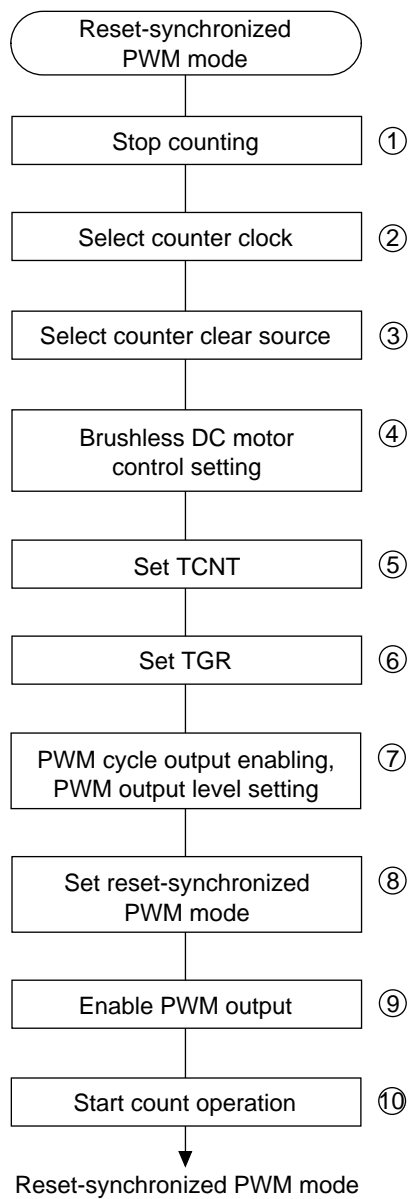 Reset-synchronized
PWM mode
Stop counting
①
Select counter clock
②
Select counter clear source
③
Brushless DC motor
control setting
④
Set TCNT
⑤
Set TGR
⑥
PWM cycle output enabling,
PWM output level setting
⑦
Set reset-synchronized
PWM mode
⑧
Enable PWM output
⑨
Start count operation
⑩
Reset-synchronized PWM mode